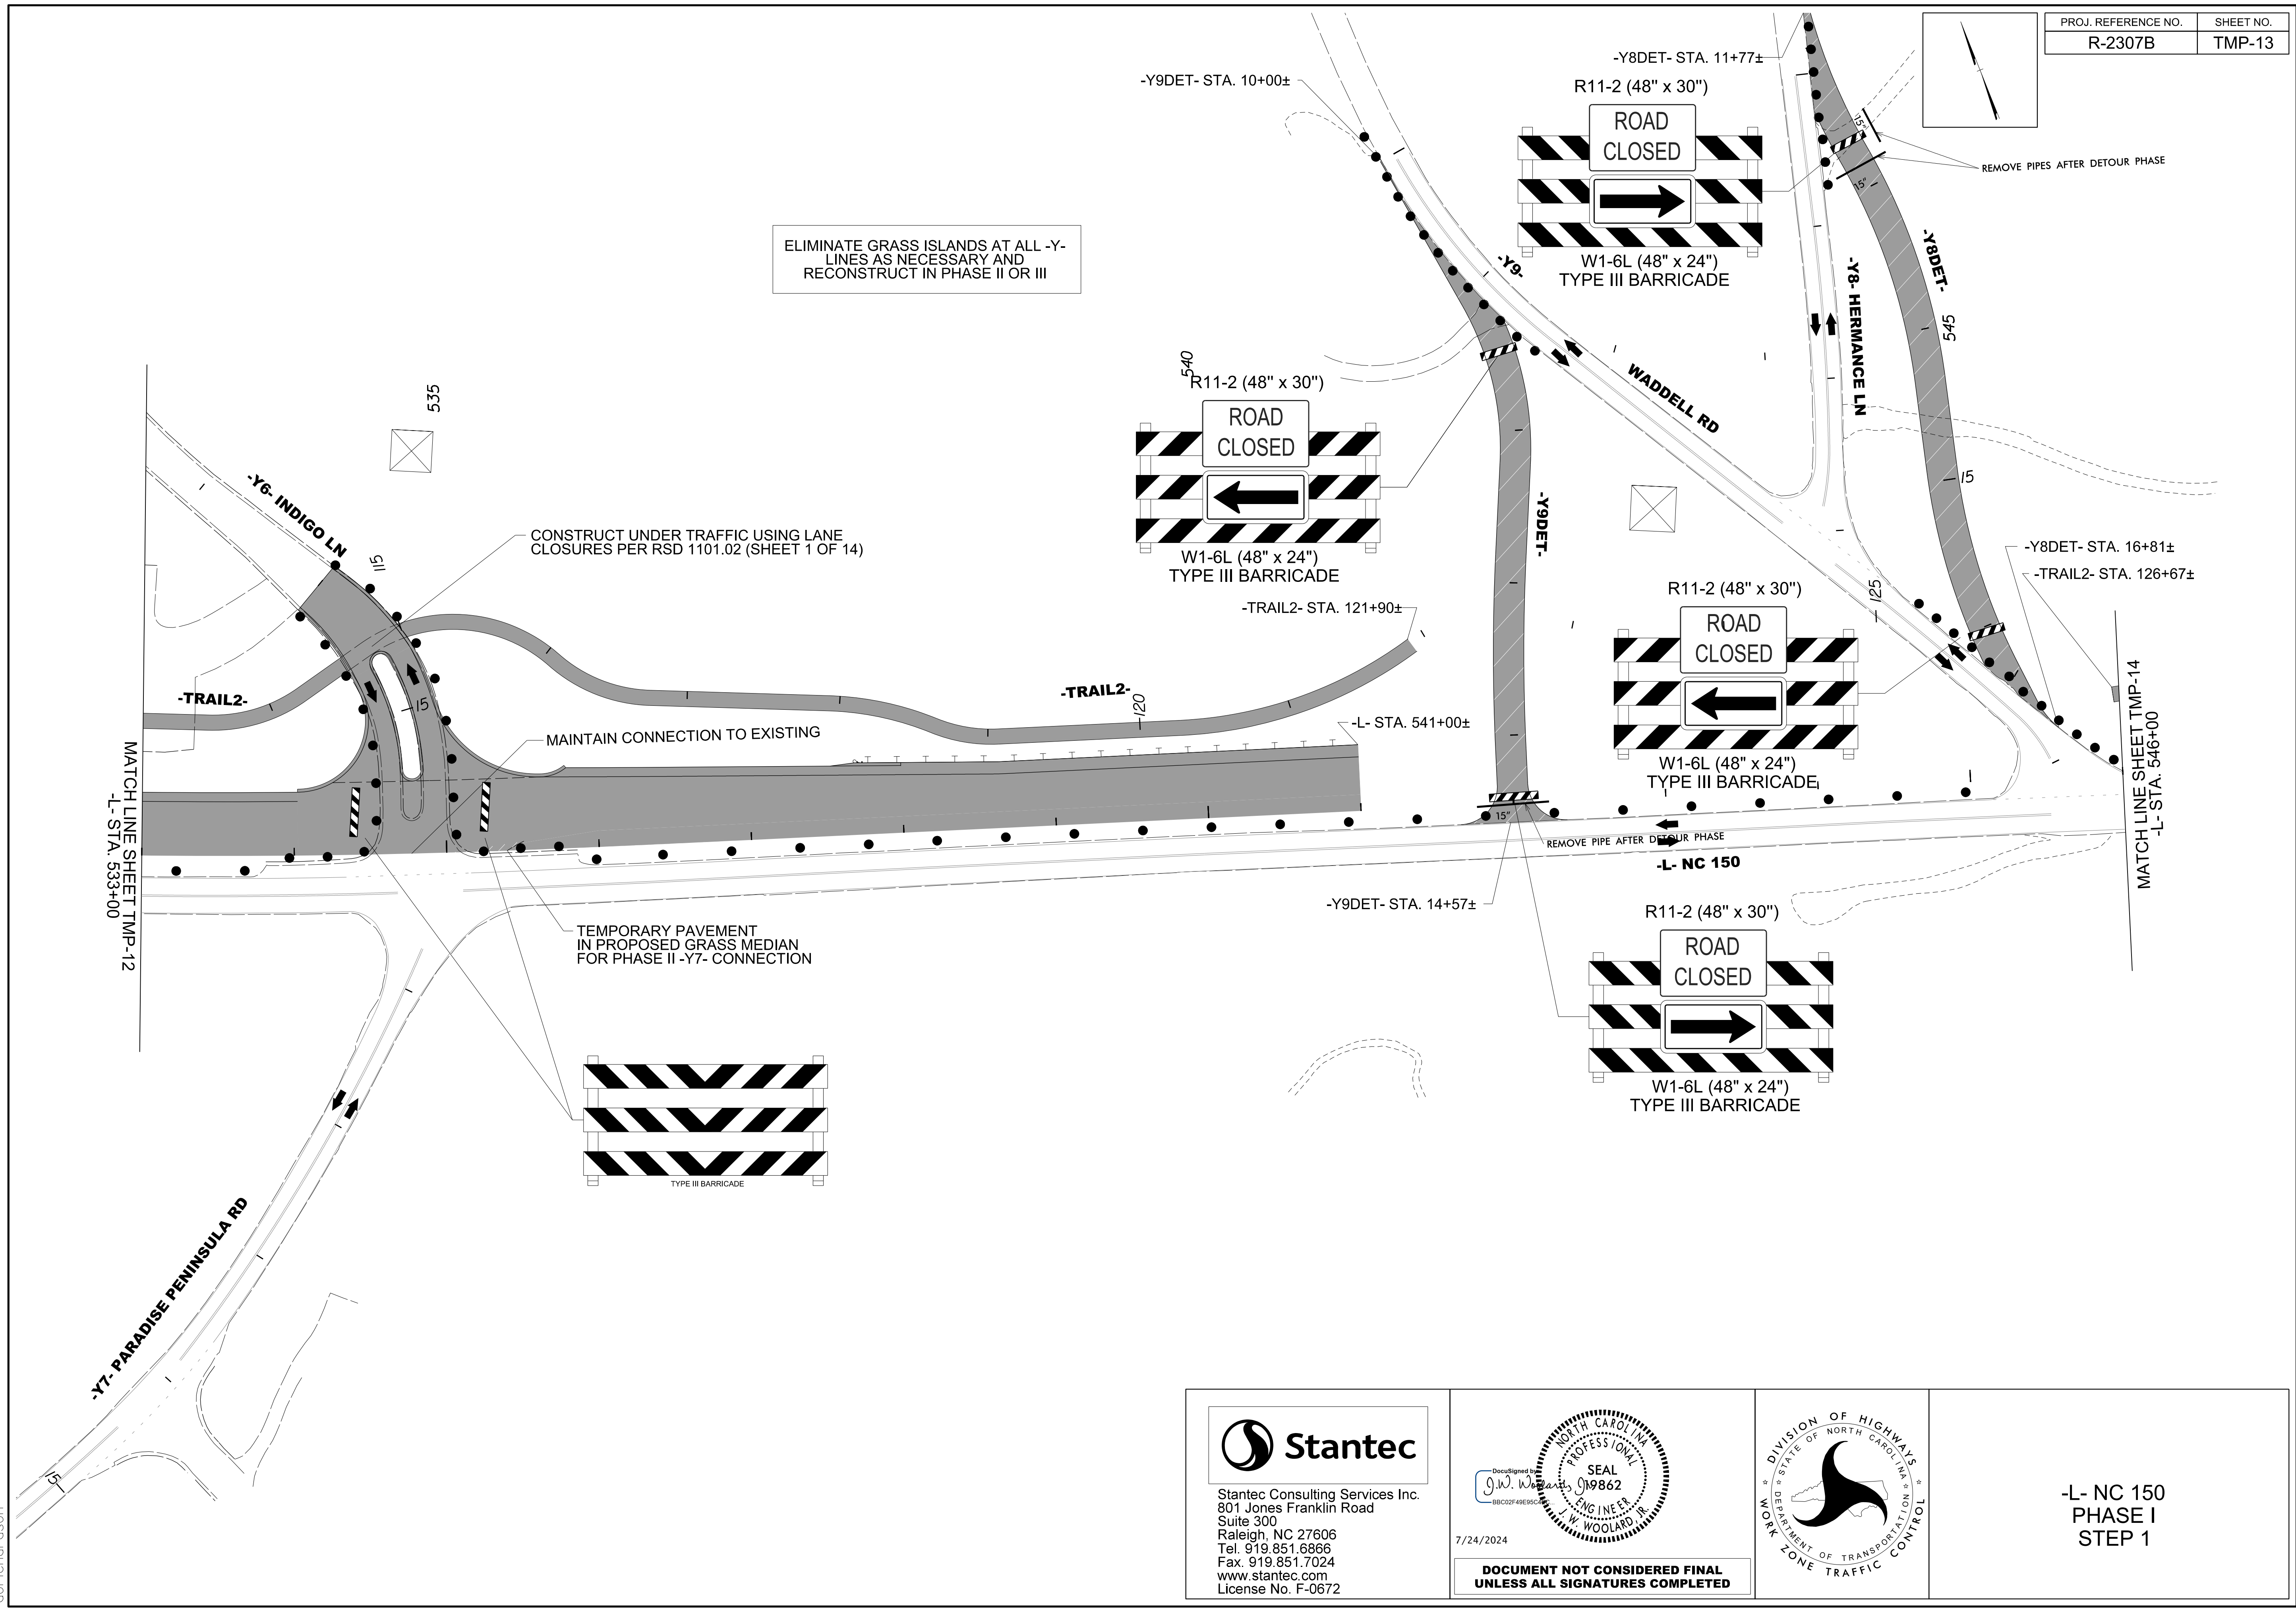 PROJ. REFERENCE NO.
SHEET NO.
R-2307B
TMP-13
-Y8DET- STA. 11+77±
-Y9DET- STA. 10+00±
R11-2 (48" x 30")
ROAD
CLOSED
W1-6L (48" x 24")
TYPE III BARRICADE
15"
15"
REMOVE PIPES AFTER DETOUR PHASE
ELIMINATE GRASS ISLANDS AT ALL -Y-
LINES AS NECESSARY AND
RECONSTRUCT IN PHASE II OR III
-Y9-
-Y8DET-
-Y8- HERMANCE LN
545
540
535
WADDELL RD
R11-2 (48" x 30")
ROAD
CLOSED
W1-6L (48" x 24")
TYPE III BARRICADE
-Y6- INDIGO LN
115
CONSTRUCT UNDER TRAFFIC USING LANE
CLOSURES PER RSD 1101.02 (SHEET 1 OF 14)
-Y9DET-
15
-Y8DET- STA. 16+81±
-TRAIL2- STA. 126+67±
125
R11-2 (48" x 30")
ROAD
CLOSED
W1-6L (48" x 24")
TYPE III BARRICADE
-TRAIL2- STA. 121+90±
-TRAIL2-
15
-TRAIL2-
120
-L- STA. 541+00±
MAINTAIN CONNECTION TO EXISTING
MATCH LINE SHEET TMP-12
-L- STA. 533+00
MATCH LINE SHEET TMP-14
-L- STA. 546+00
15"
REMOVE PIPE AFTER DETOUR PHASE
-L- NC 150
-Y9DET- STA. 14+57±
TEMPORARY PAVEMENT
IN PROPOSED GRASS MEDIAN
FOR PHASE II -Y7- CONNECTION
R11-2 (48" x 30")
ROAD
CLOSED
W1-6L (48" x 24")
TYPE III BARRICADE
TYPE III BARRICADE
-Y7- PARADISE PENINSULA RD
15
Stantec
Stantec Consulting Services Inc.
801 Jones Franklin Road
Suite 300
Raleigh, NC 27606
Tel. 919.851.6866
Fax. 919.851.7024
www.stantec.com
License No. F-0672
NORTH CAROLINA
PROFESSIONAL
SEAL
19862
ENGINEER
J. W. WOOLARD, JR.
DocuSigned by
J.W. Woolard, Jr.
7/24/2024
DOCUMENT NOT CONSIDERED FINAL
UNLESS ALL SIGNATURES COMPLETED
DIVISION OF HIGHWAYS
STATE OF NORTH CAROLINA
DEPARTMENT OF TRANSPORTATION
WORK ZONE TRAFFIC CONTROL
-L- NC 150
PHASE I
STEP 1